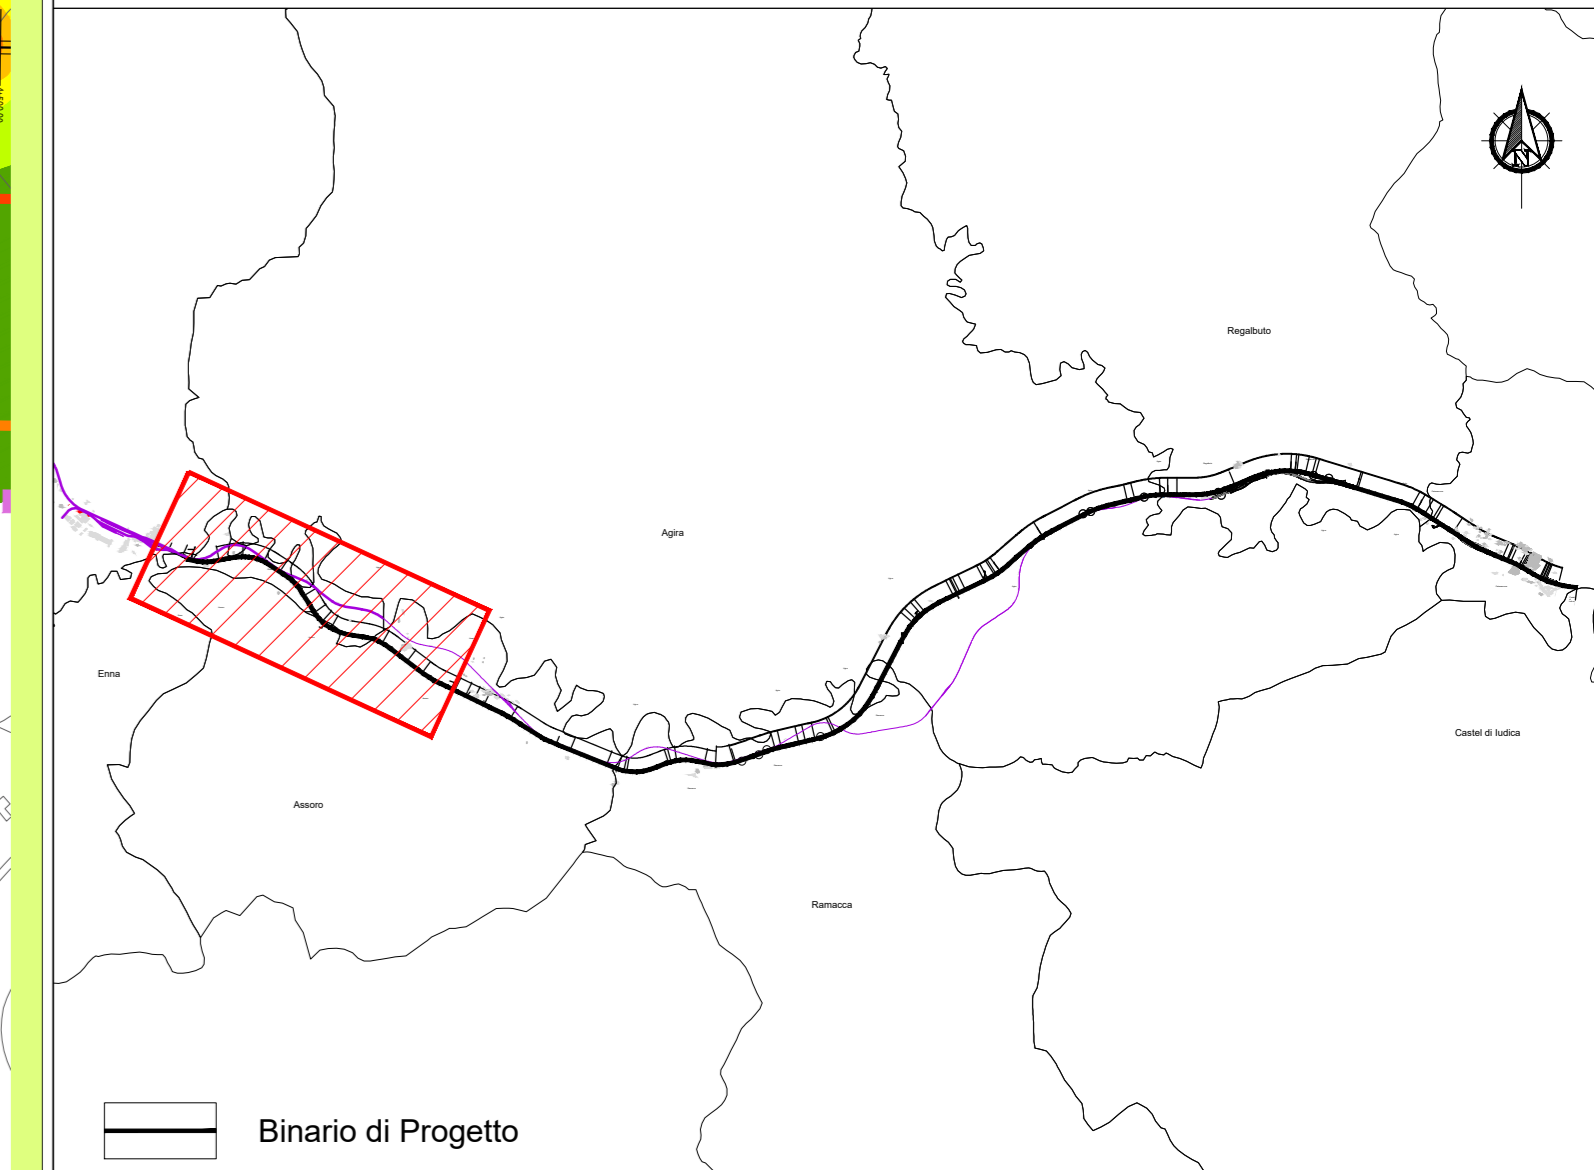 N
Regalbuto
Agira
Enna
Castel di Iudica
Assoro
Ramacca
Binario di Progetto